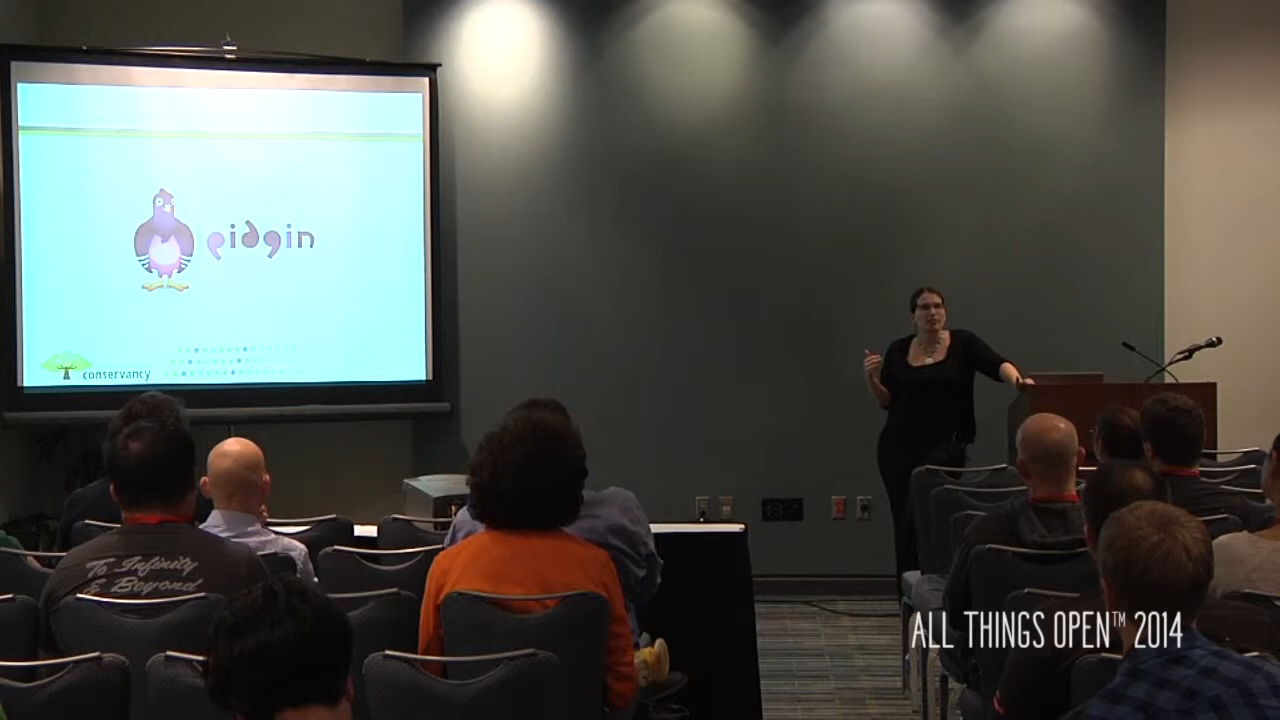 pidgin
conservancy
To Infinity
& Beyond
ALL THINGS OPEN™ 2014